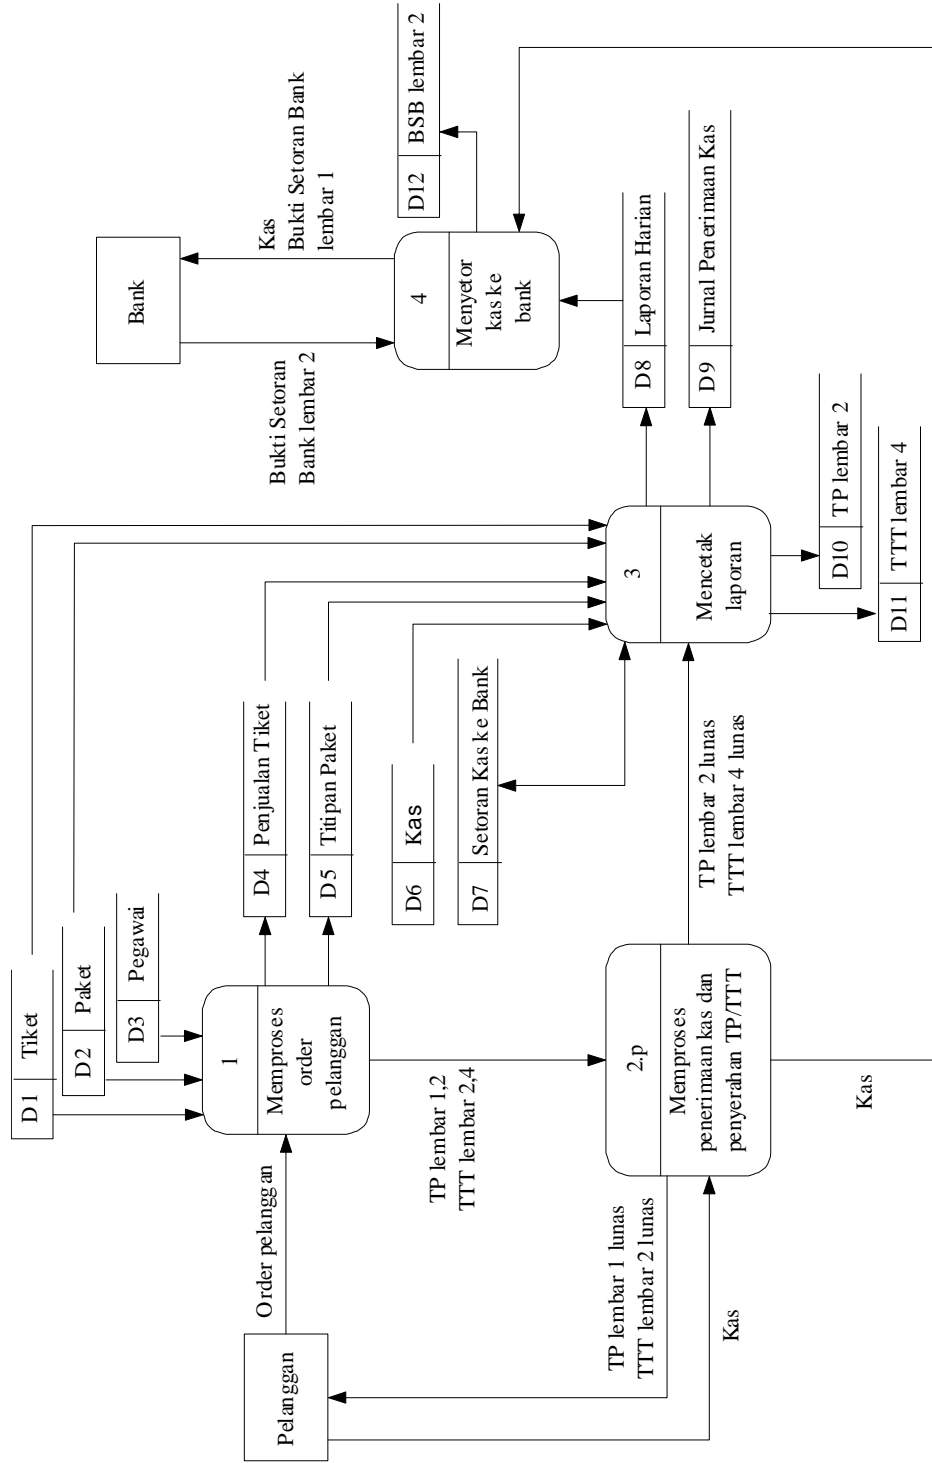 D1 Tiket
D2 Paket
D3 Pegawai
Pelanggan
Order pelanggan
1
Memproses
order
pelanggan
D4 Penjualan Tiket
D5 Titipan Paket
D6 Kas
D7 Setoran Kas ke Bank
TP lembar 1,2
TTT lembar 2,4
TP lembar 1 lunas
TTT lembar 2 lunas
Kas
2.p
Memproses
penerimaan kas dan
penyerahan TP/TTT
Kas
TP lembar 2 lunas
TTT lembar 4 lunas
3
Mencetak
laporan
D8 Laporan Harian
D9 Jurnal Penerimaan Kas
D10 TP lembar 2
D11 TTT lembar 4
Bank
Bukti Setoran
Bank lembar 2
Kas
Bukti Setoran Bank
lembar 1
4
Menyetor
kas ke
bank
D12 BSB lembar 2